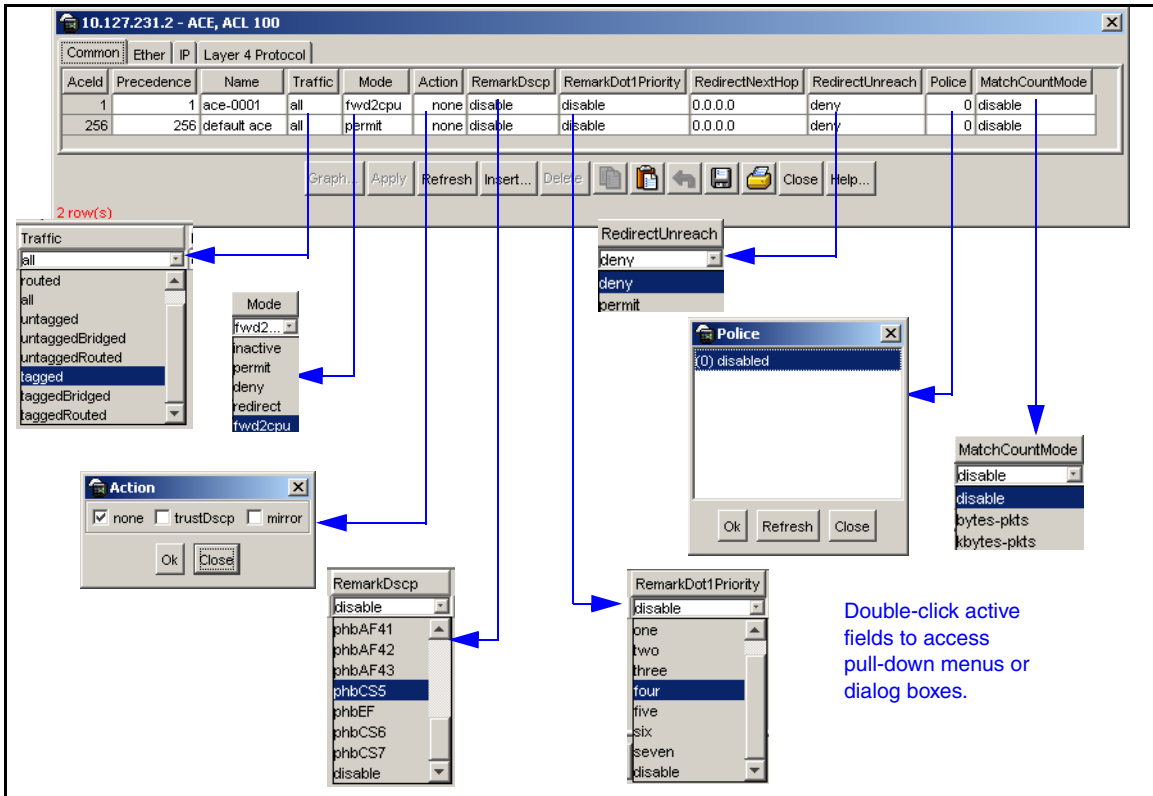 10.127.231.2 - ACE, ACL 100
Common Ether IP Layer 4 Protocol
AceId Precedence Name Traffic Mode Action RemarkDscp RemarkDot1Priority RedirectNextHop RedirectUnreach Police MatchCountMode
1 1 ace-0001 all fwd2cpu none disable disable 0.0.0.0 deny 0 disable
256 256 default ace all permit none disable disable 0.0.0.0 deny 0 disable
Graph... Apply Refresh Insert... Delete Close Help...
2 row(s)
Traffic
all
routed
all
untagged
untaggedBridged
untaggedRouted
tagged
taggedBridged
taggedRouted
Mode
fwd2...
inactive
permit
deny
redirect
fwd2cpu
RedirectUnreach
deny
deny
permit
Police
(0) disabled
Ok Refresh Close
MatchCountMode
disable
disable
bytes-pkts
kbytes-pkts
Action
none trustDscp mirror
Ok Close
RemarkDscp
disable
phbAF41
phbAF42
phbAF43
phbCS5
phbEF
phbCS6
phbCS7
disable
RemarkDot1Priority
disable
one
two
three
four
five
six
seven
disable
Double-click active
fields to access
pull-down menus or
dialog boxes.